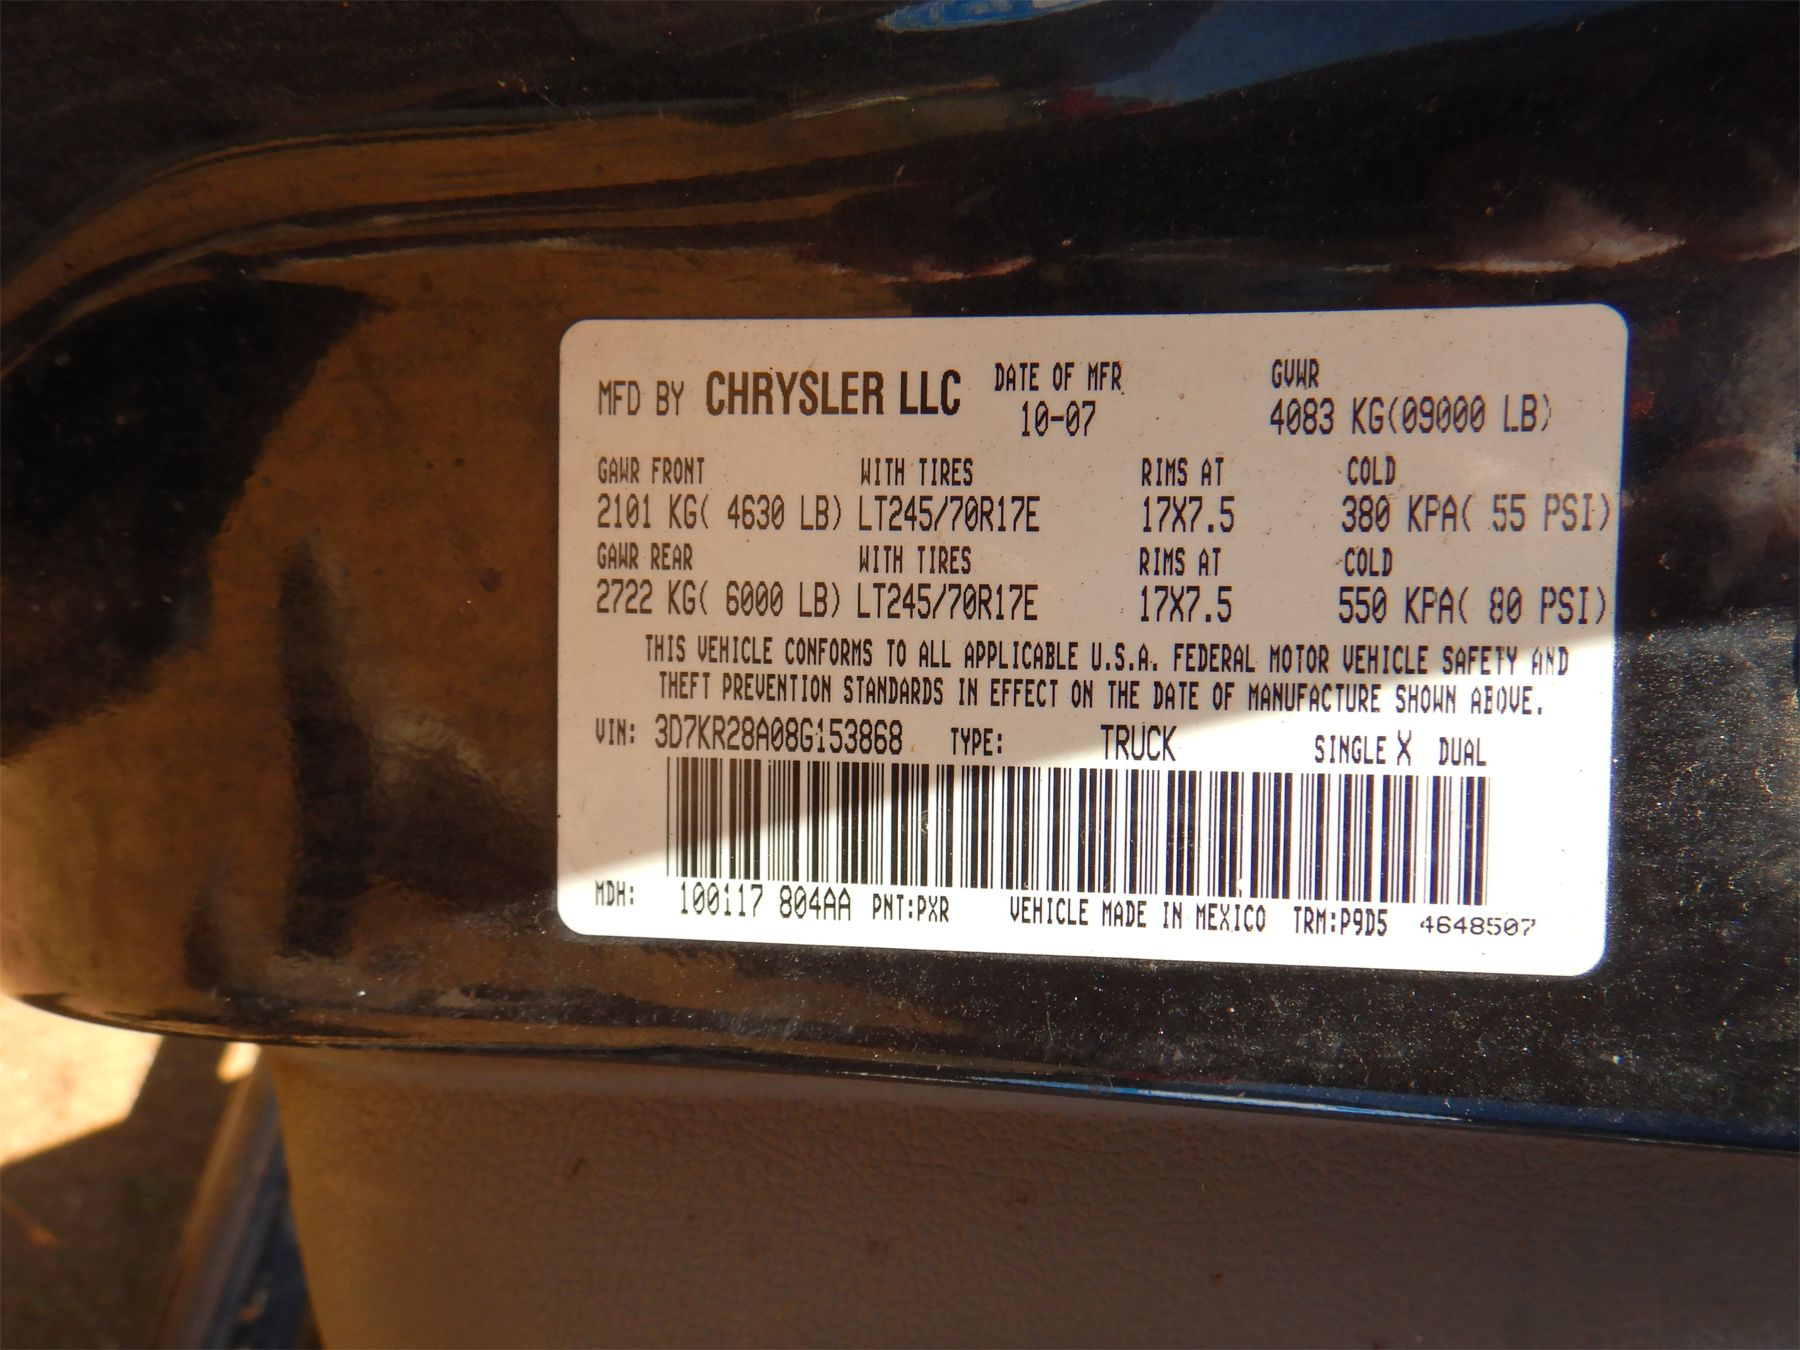 MFD BY CHRYSLER LLC DATE OF MFR GVWR
10-07 4083 KG(09000 LB)
GAWR FRONT WITH TIRES RIMS AT COLD
2101 KG( 4630 LB) LT245/70R17E 17X7.5 380 KPA( 55 PSI)
GAWR REAR WITH TIRES RIMS AT COLD
2722 KG( 6000 LB) LT245/70R17E 17X7.5 550 KPA( 80 PSI)
THIS VEHICLE CONFORMS TO ALL APPLICABLE U.S.A. FEDERAL MOTOR VEHICLE SAFETY AND
THEFT PREVENTION STANDARDS IN EFFECT ON THE DATE OF MANUFACTURE SHOWN ABOVE.
VIN: 3D7KR28A08G153868 TYPE: TRUCK SINGLE X DUAL
MDH: 100117 804AA PNT:PXR VEHICLE MADE IN MEXICO TRM:P9D5 4648507